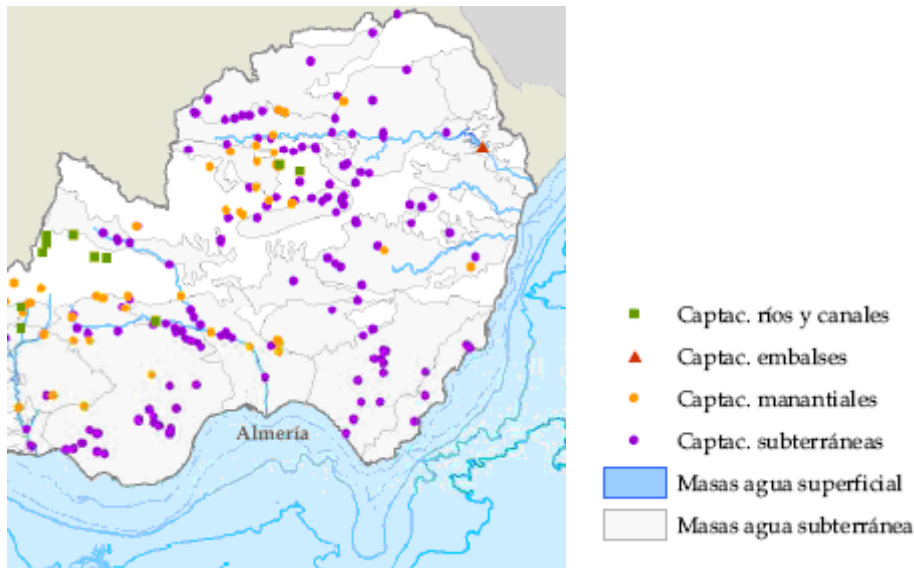 Almería
Captac. ríos y canales
Captac. embalses
Captac. manantiales
Captac. subterráneas
Masas agua superficial
Masas agua subterránea